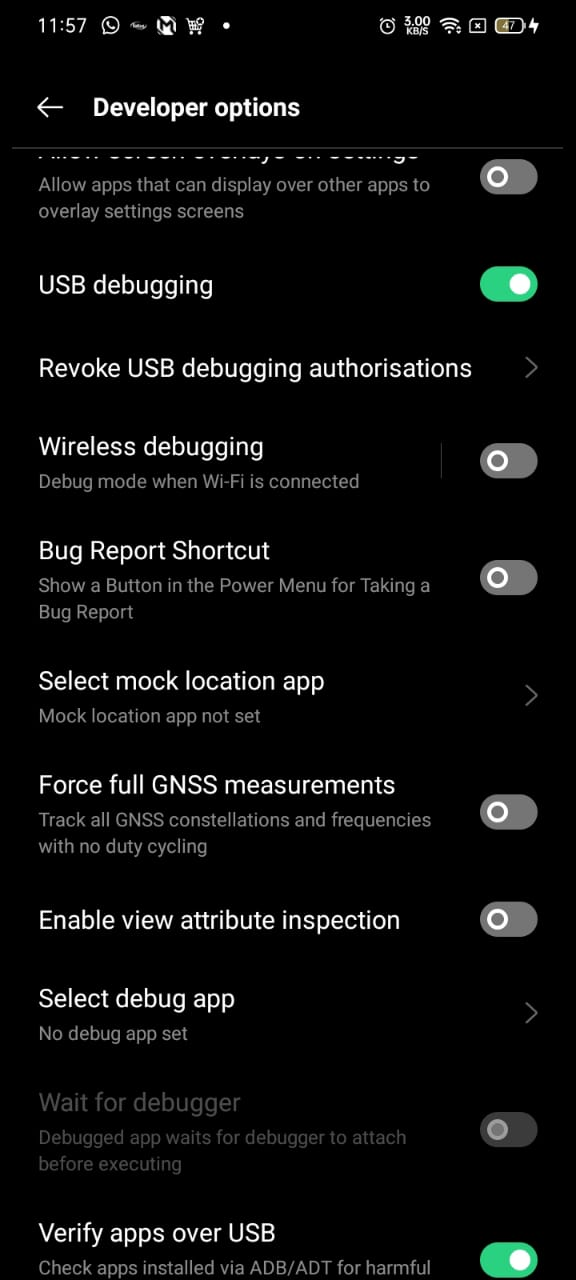 11:57
3.00
KB/S
47
Developer options
Allow screen overlays on Settings
Allow apps that can display over other apps to
overlay settings screens
USB debugging
Revoke USB debugging authorisations
Wireless debugging
Debug mode when Wi-Fi is connected
Bug Report Shortcut
Show a Button in the Power Menu for Taking a
Bug Report
Select mock location app
Mock location app not set
Force full GNSS measurements
Track all GNSS constellations and frequencies
with no duty cycling
Enable view attribute inspection
Select debug app
No debug app set
Wait for debugger
Debugged app waits for debugger to attach
before executing
Verify apps over USB
Check apps installed via ADB/ADT for harmful